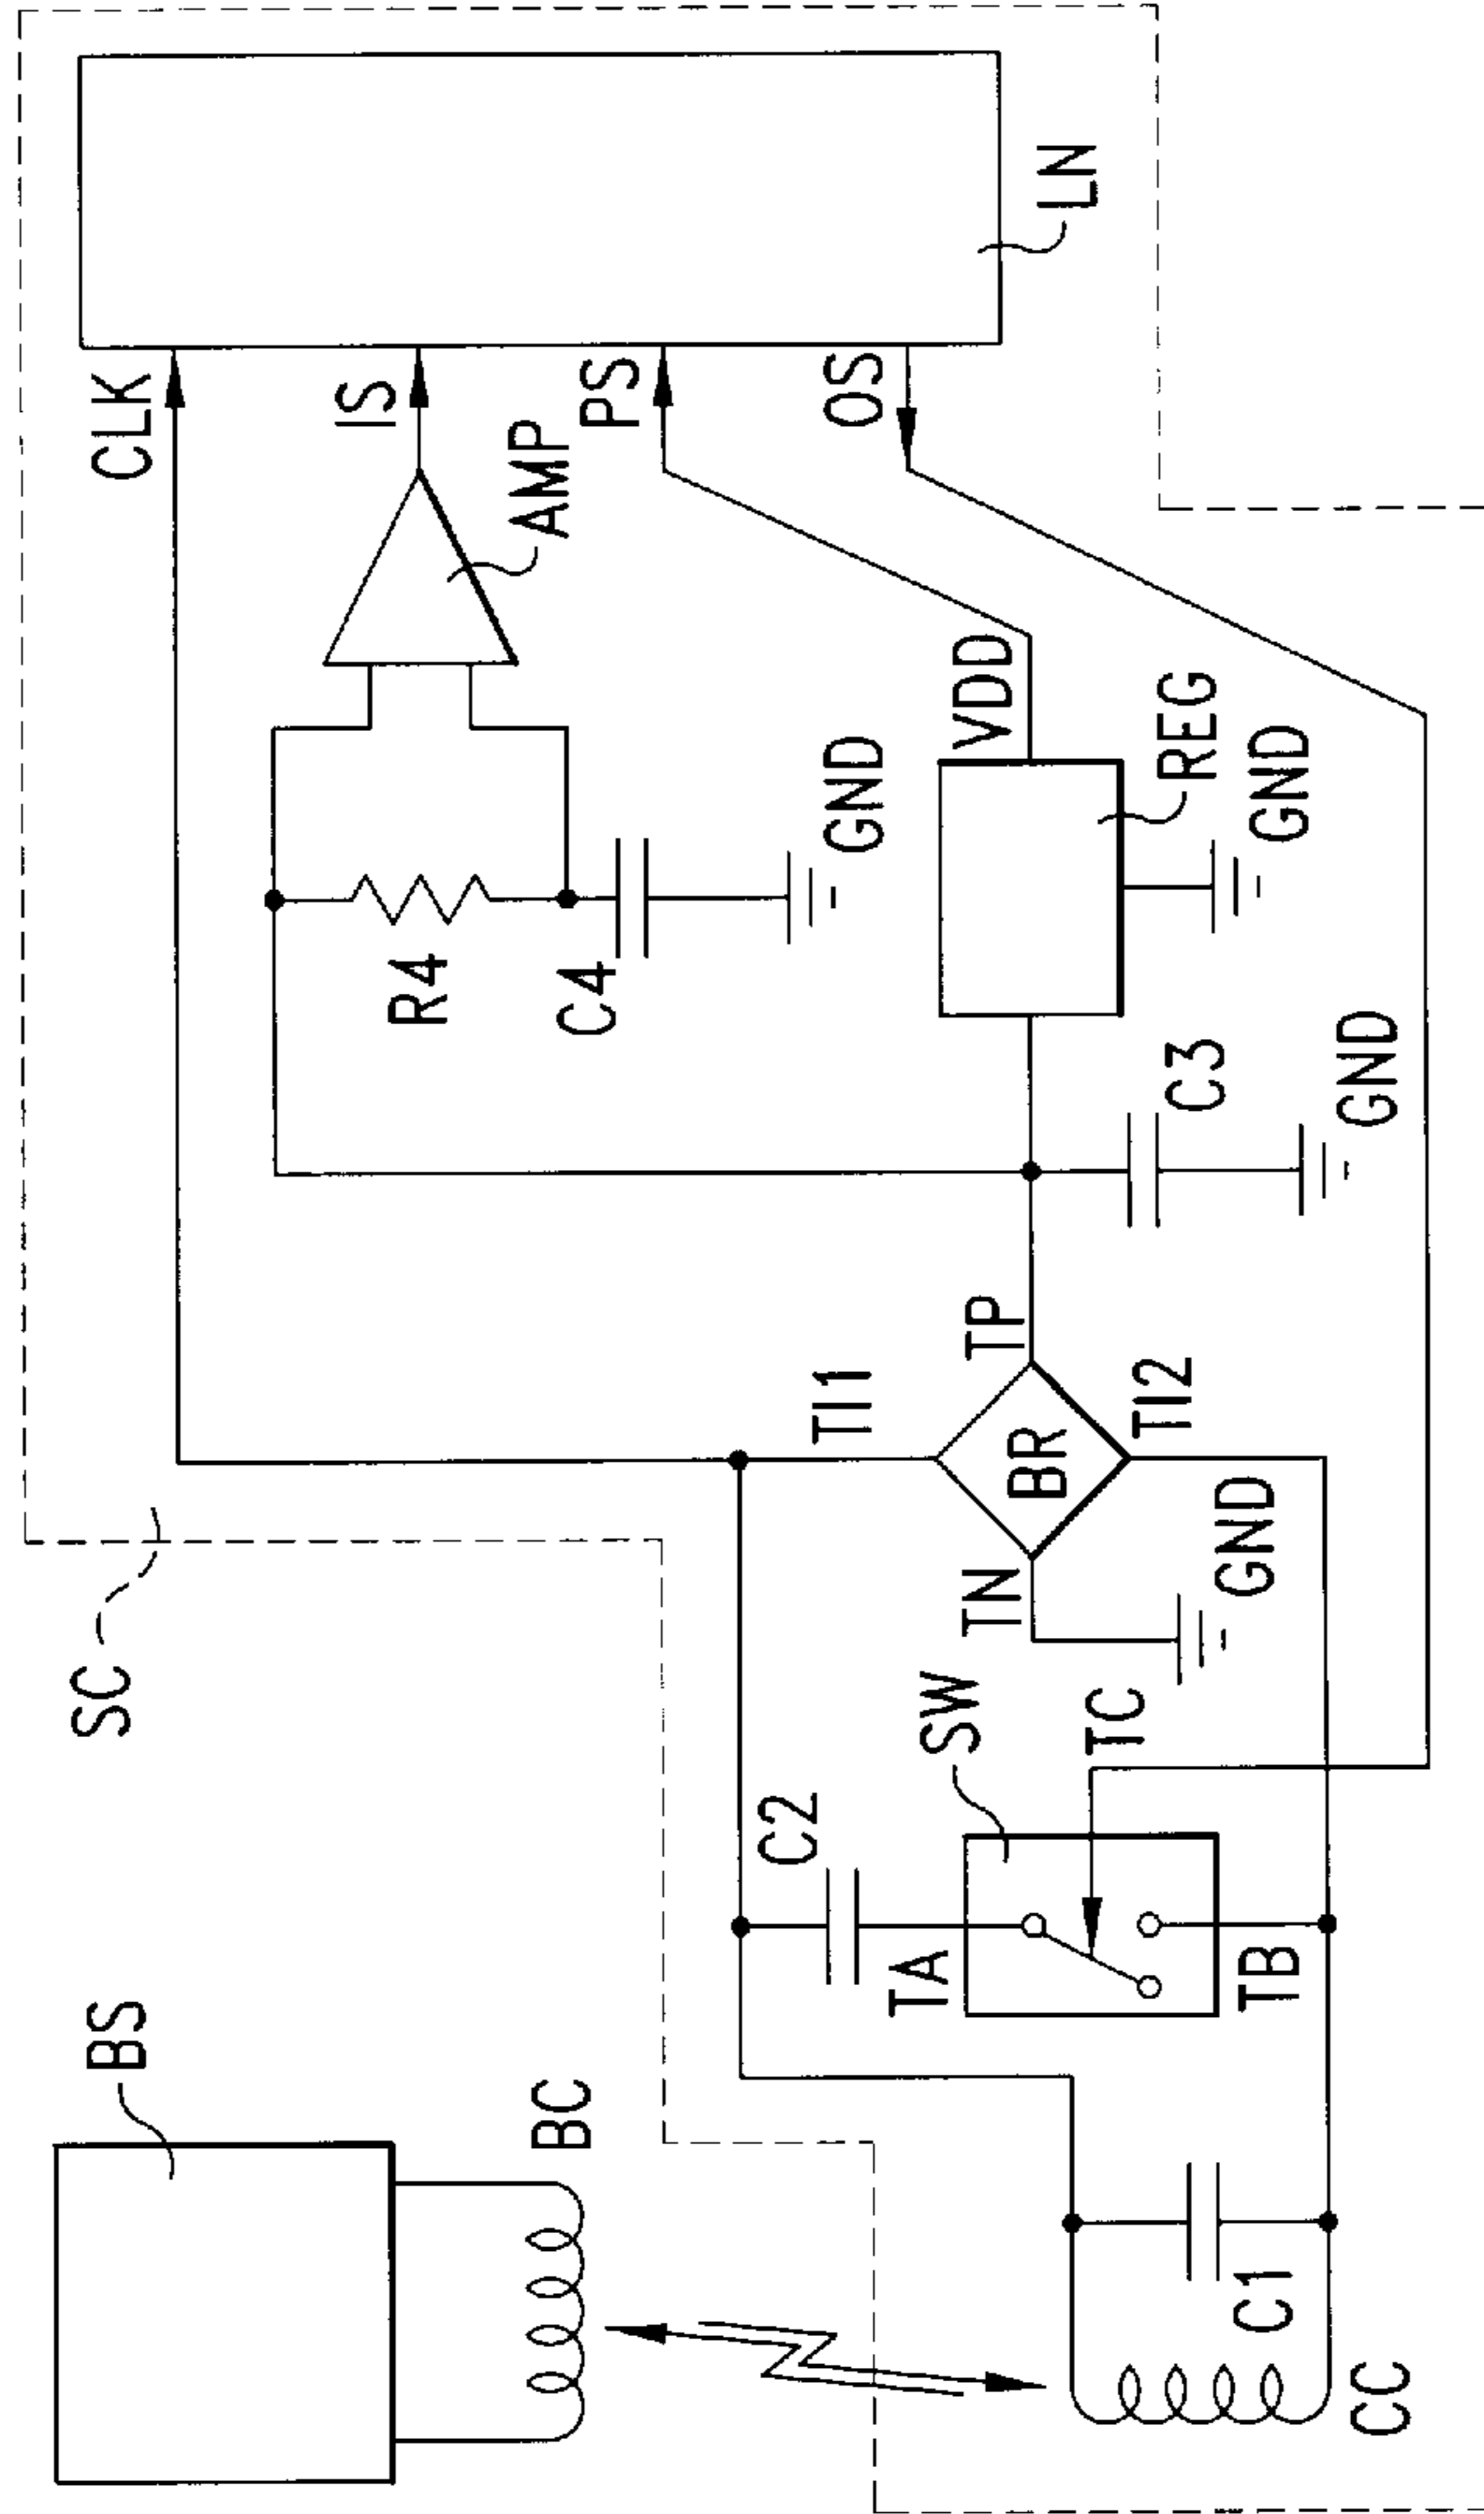 BS
BC
SC
CC
C1
C2
TA
TB
SW
TC
TN
GND
TI1
BR
TI2
TP
C3
GND
R4
C4
GND
AMP
VDD
REG
GND
CLK
IS
PS
OS
LN